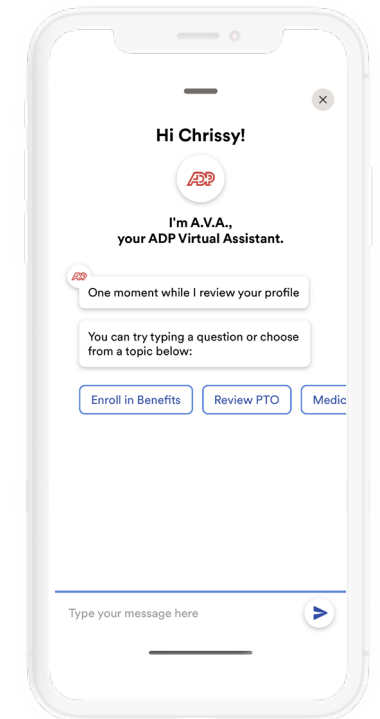 Hi Chrissy!
ADP
I'm A.V.A.,
your ADP Virtual Assistant.
ADP
One moment while I review your profile
You can try typing a question or choose
from a topic below:
Enroll in Benefits Review PTO Medic
Type your message here